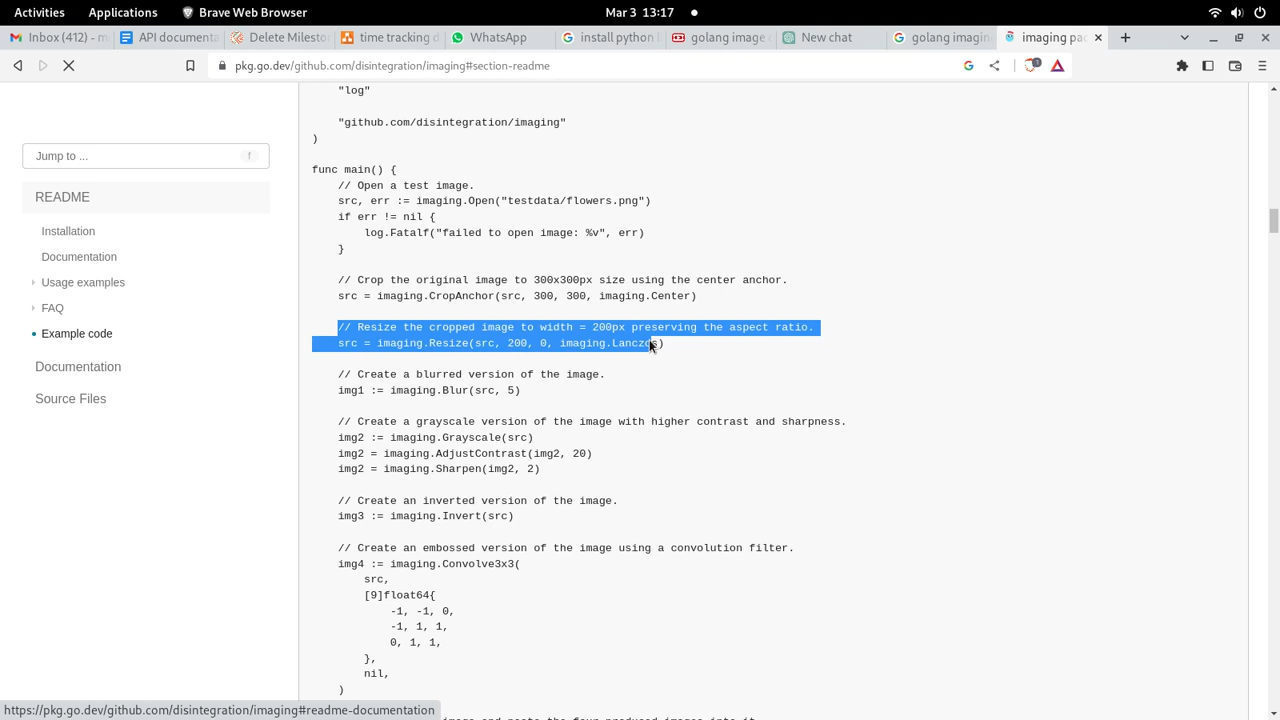 Activities
Applications
Brave Web Browser
Mar 3 13:17
Inbox (412) - m
API documenta
Delete Milesto
time tracking d
WhatsApp
install python l
golang image c
New chat
golang imagin
imaging pac
pkg.go.dev/github.com/disintegration/imaging#section-readme
1
Jump to ...
f
README
Installation
Documentation
Usage examples
FAQ
Example code
Documentation
Source Files
"log"
"github.com/disintegration/imaging"
)
func main() {
// Open a test image.
src, err := imaging.Open("testdata/flowers.png")
if err != nil {
log.Fatalf("failed to open image: %v", err)
}
// Crop the original image to 300x300px size using the center anchor.
src = imaging.CropAnchor(src, 300, 300, imaging.Center)
// Resize the cropped image to width = 200px preserving the aspect ratio.
src = imaging.Resize(src, 200, 0, imaging.Lanczos)
// Create a blurred version of the image.
img1 := imaging.Blur(src, 5)
// Create a grayscale version of the image with higher contrast and sharpness.
img2 := imaging.Grayscale(src)
img2 = imaging.AdjustContrast(img2, 20)
img2 = imaging.Sharpen(img2, 2)
// Create an inverted version of the image.
img3 := imaging.Invert(src)
// Create an embossed version of the image using a convolution filter.
img4 := imaging.Convolve3x3(
src,
[9]float64{
-1, -1, 0,
-1, 1, 1,
0, 1, 1,
},
nil,
)
image and paste the four produced images into it.
https://pkg.go.dev/github.com/disintegration/imaging#readme-documentation